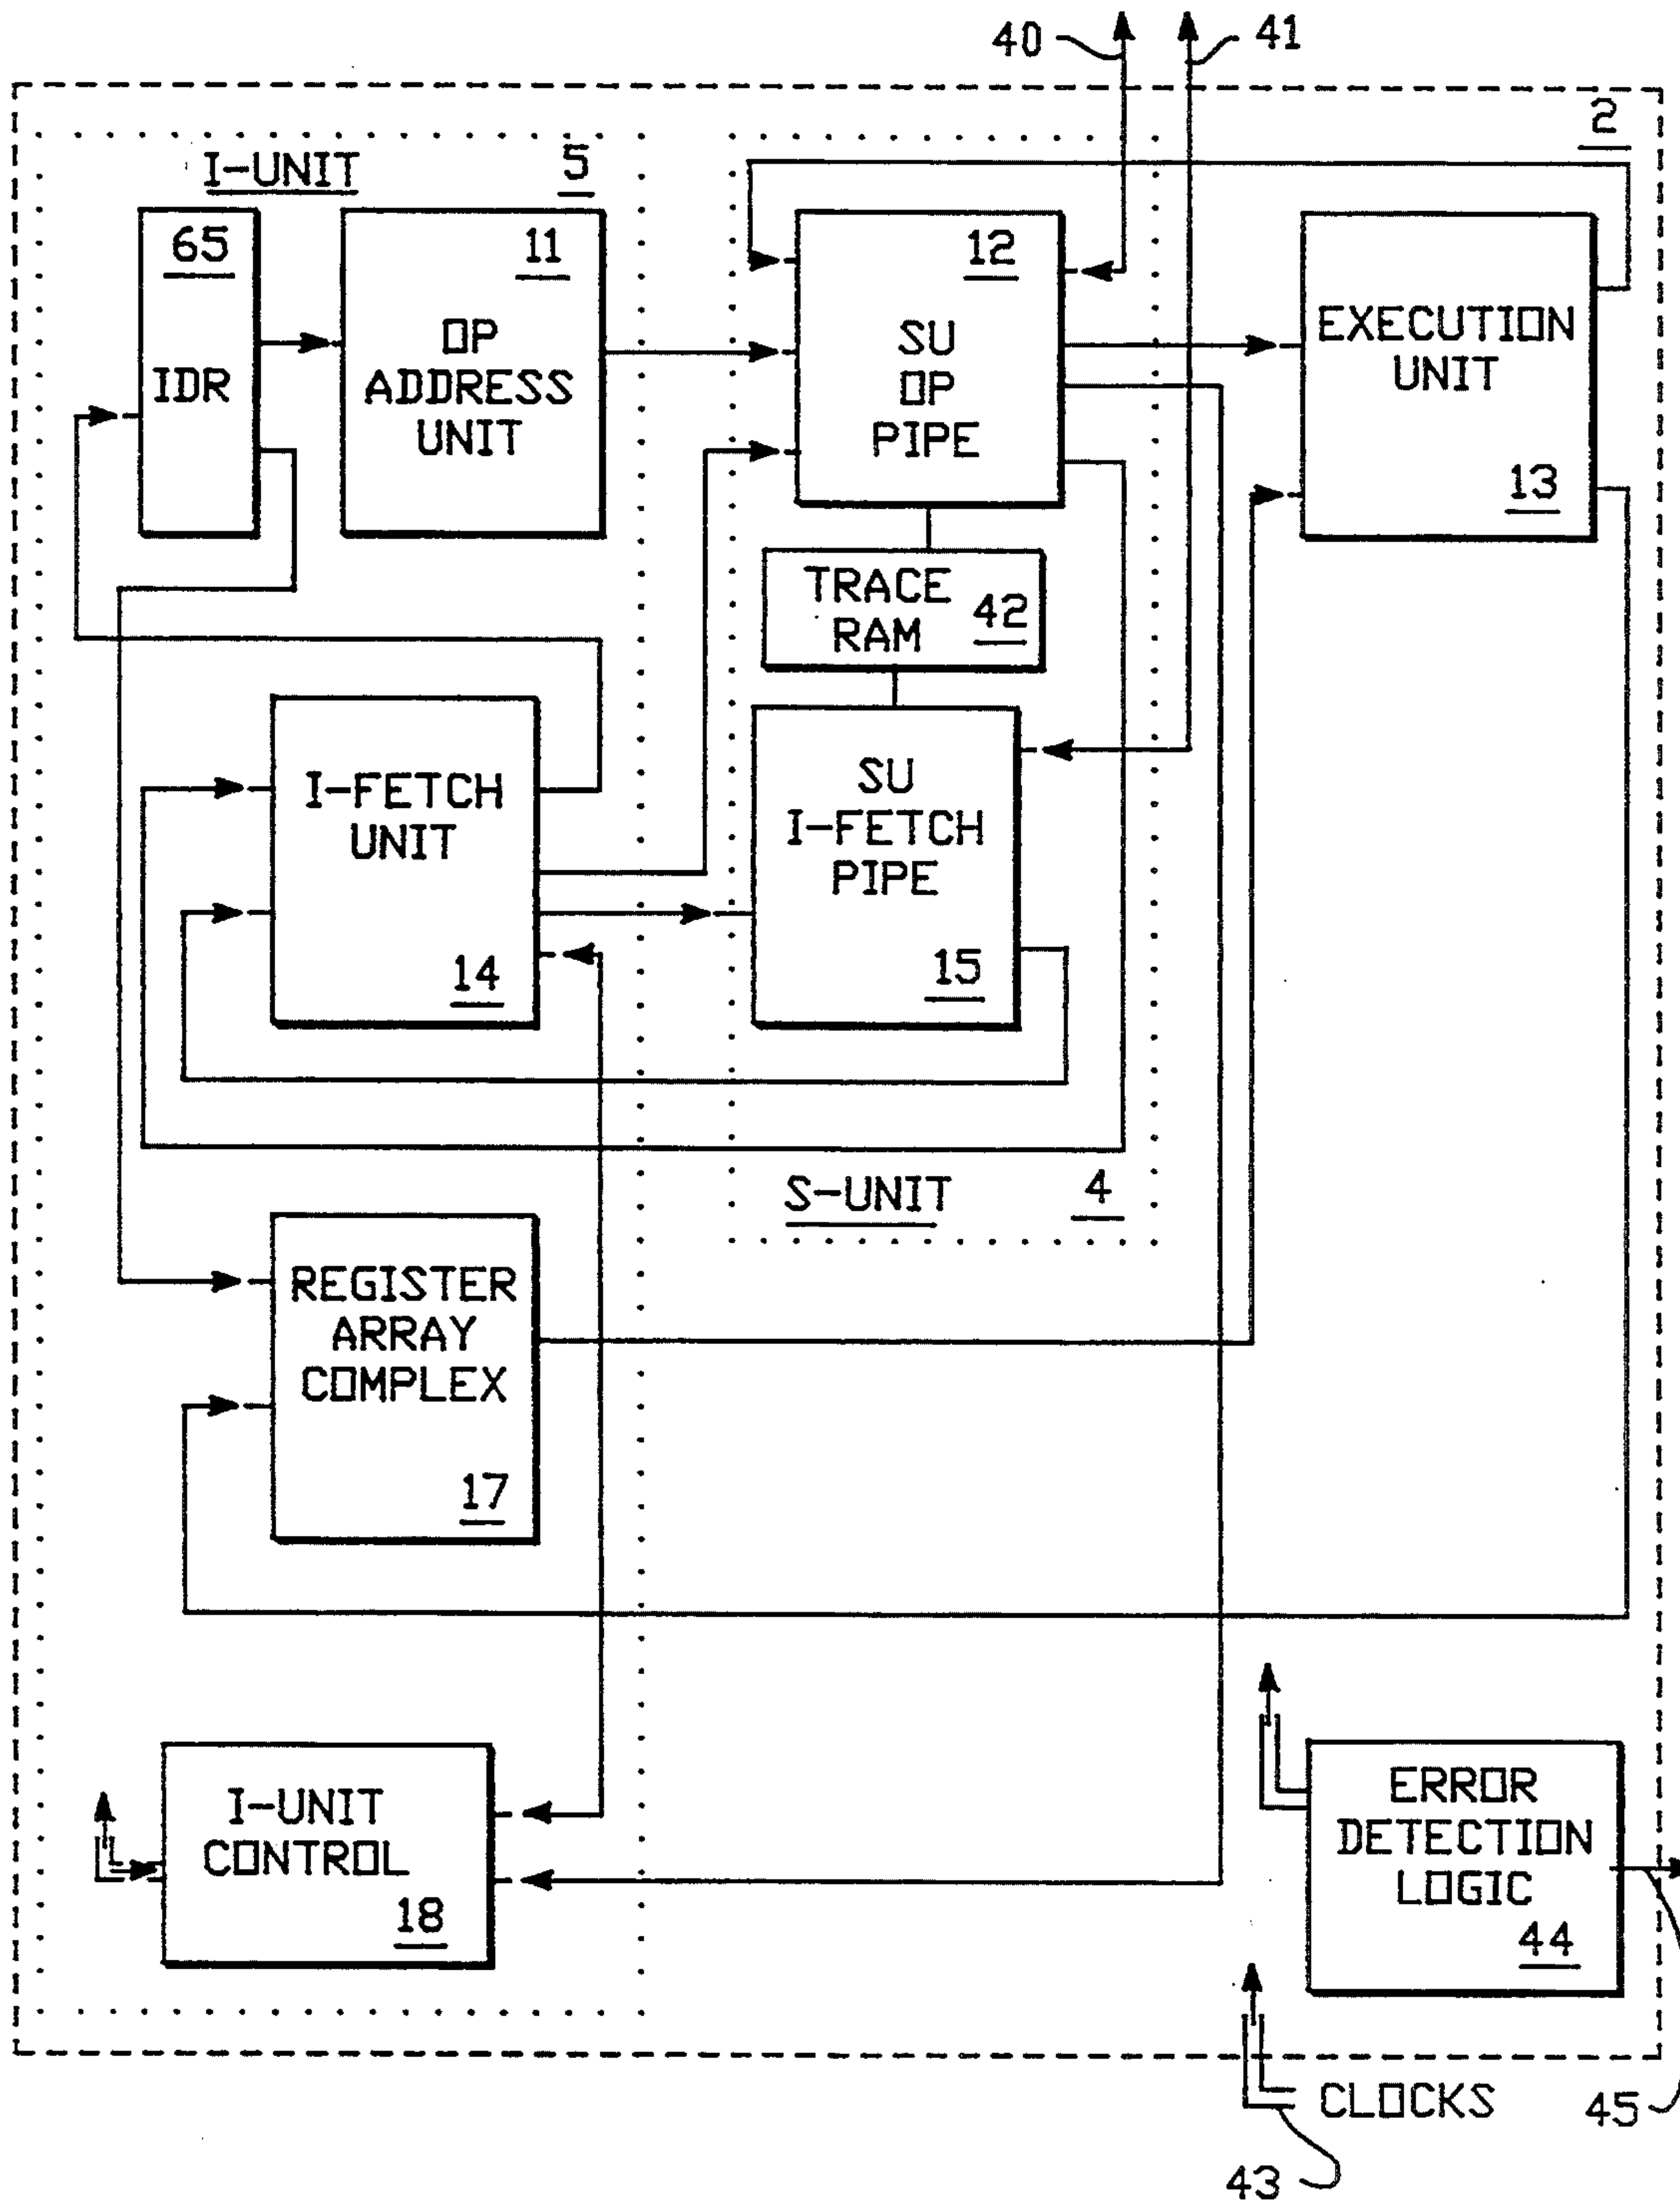 40
41
2
I-UNIT
5
65
IDR
11
OP
ADDRESS
UNIT
12
SU
OP
PIPE
EXECUTION
UNIT
13
TRACE
RAM
42
I-FETCH
UNIT
14
SU
I-FETCH
PIPE
15
S-UNIT
4
REGISTER
ARRAY
COMPLEX
17
I-UNIT
CONTROL
18
ERROR
DETECTION
LOGIC
44
CLOCKS
45
43